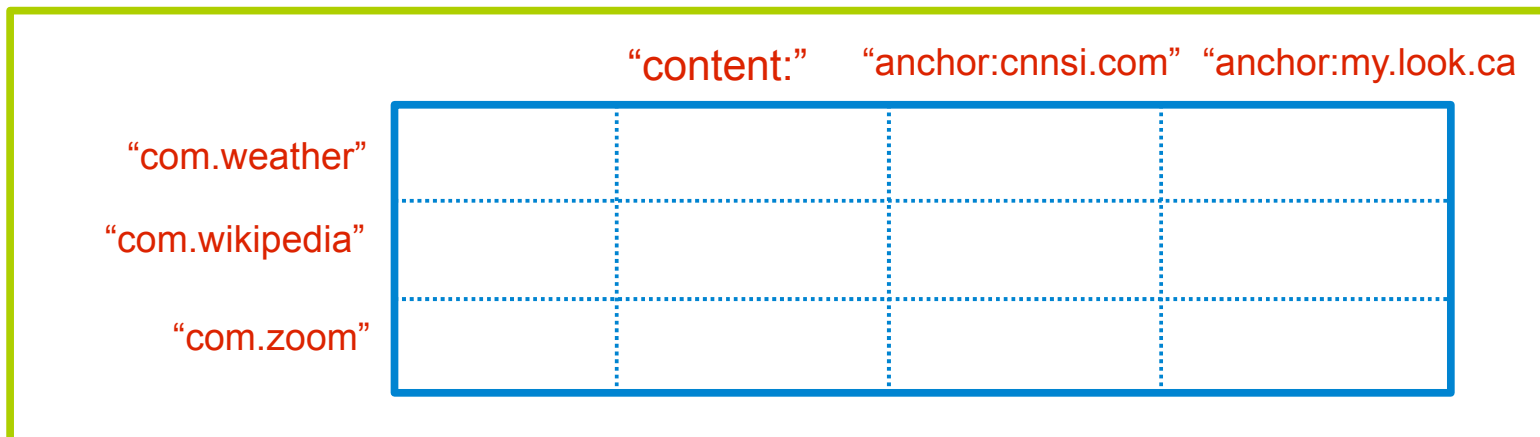 “content:” “anchor:cnnsi.com” “anchor:my.look.ca
“com.weather”
“com.wikipedia”
“com.zoom”